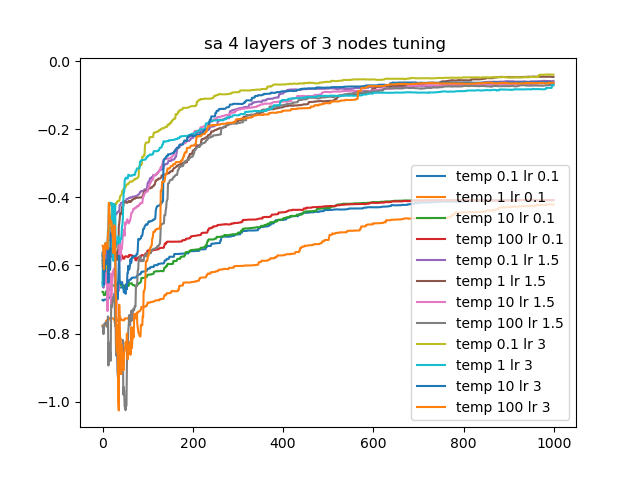 sa 4 layers of 3 nodes tuning
0.0
−0.2
−0.4
−0.6
−0.8
−1.0
temp 0.1 lr 0.1
temp 1 lr 0.1
temp 10 lr 0.1
temp 100 lr 0.1
temp 0.1 lr 1.5
temp 1 lr 1.5
temp 10 lr 1.5
temp 100 lr 1.5
temp 0.1 lr 3
temp 1 lr 3
temp 10 lr 3
temp 100 lr 3
0 200 400 600 800 1000